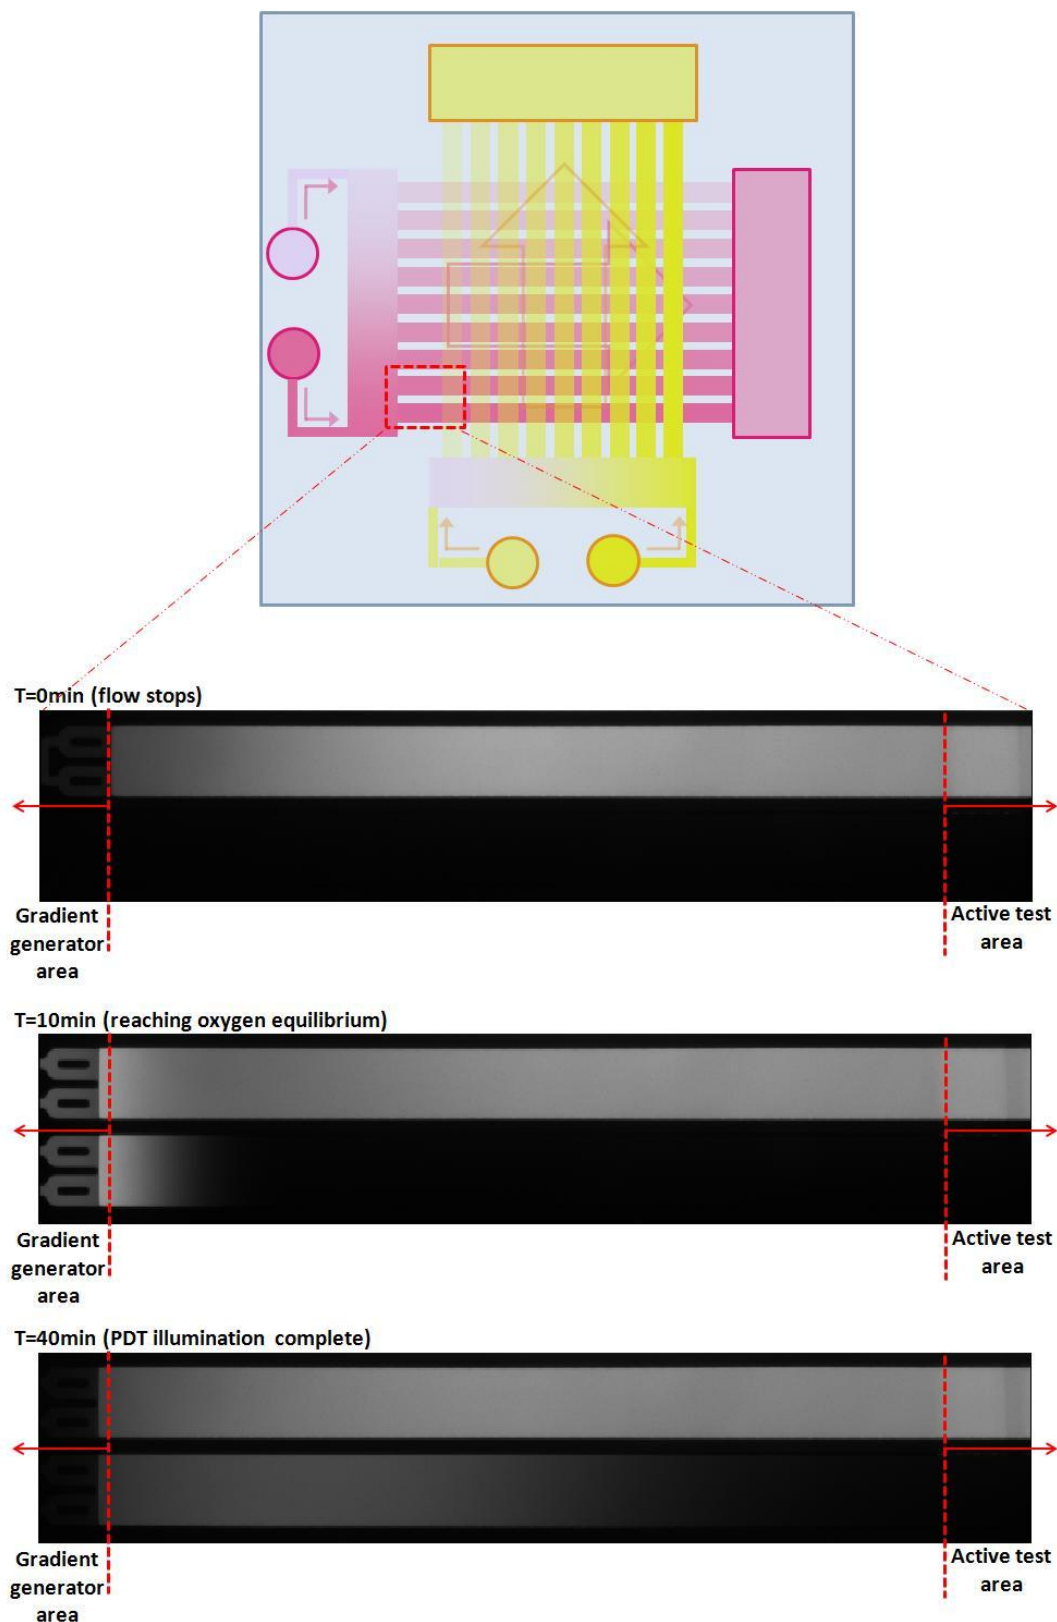 T=0min (flow stops)
Gradient
generator
area
Active test
area
T=10min (reaching oxygen equilibrium)
Gradient
generator
area
Active test
area
T=40min (PDT illumination complete)
Gradient
generator
area
Active test
area